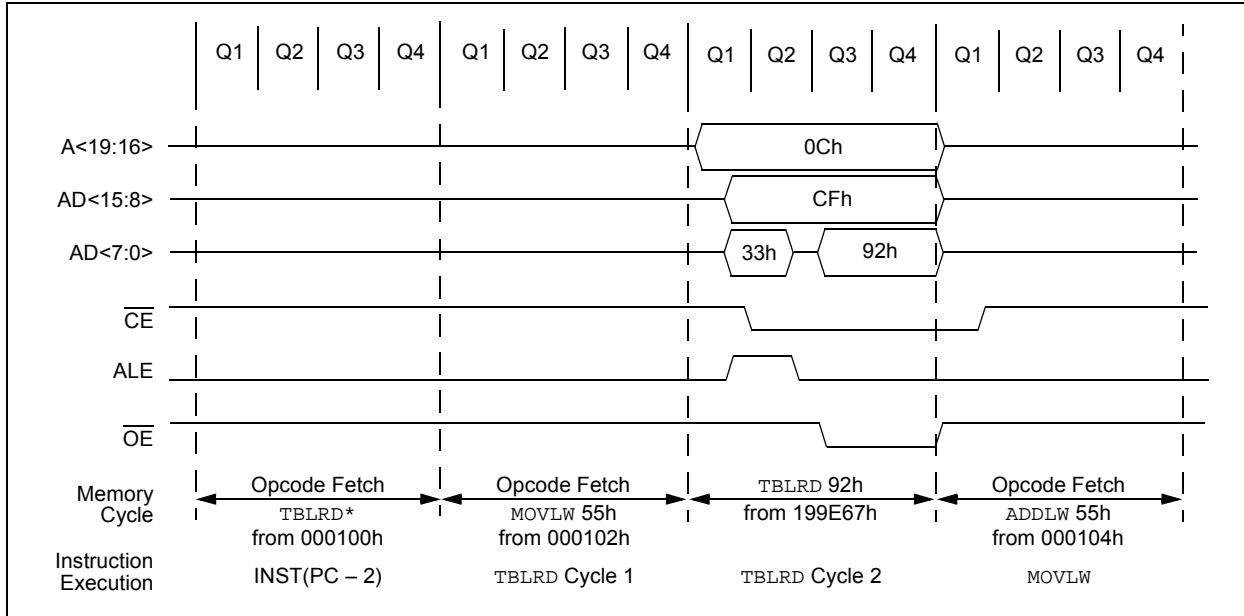 Q1 Q2 Q3 Q4 Q1 Q2 Q3 Q4 Q1 Q2 Q3 Q4 Q1 Q2 Q3 Q4
A<19:16> 0Ch
AD<15:8> CFh
AD<7:0> 33h 92h
CE
ALE
OE
Memory Cycle
Opcode Fetch
TBLRD*
from 000100h
Opcode Fetch
MOVLW 55h
from 000102h
TBLRD 92h
from 199E67h
Opcode Fetch
ADDLW 55h
from 000104h
Instruction Execution
INST(PC – 2)
TBLRD Cycle 1
TBLRD Cycle 2
MOVLW